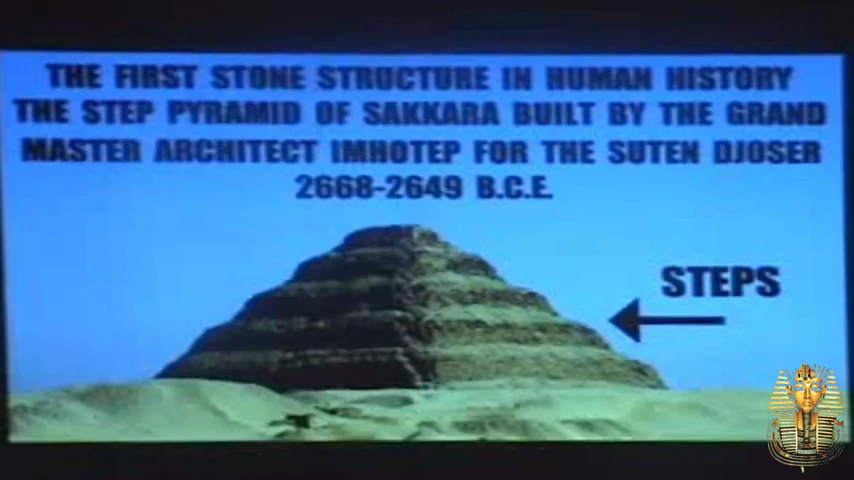 THE FIRST STONE STRUCTURE IN HUMAN HISTORY
THE STEP PYRAMID OF SAKKARA BUILT BY THE GRAND
MASTER ARCHITECT IMHOTEP FOR THE SUTEN DJOSER
2668-2649 B.C.E.
STEPS